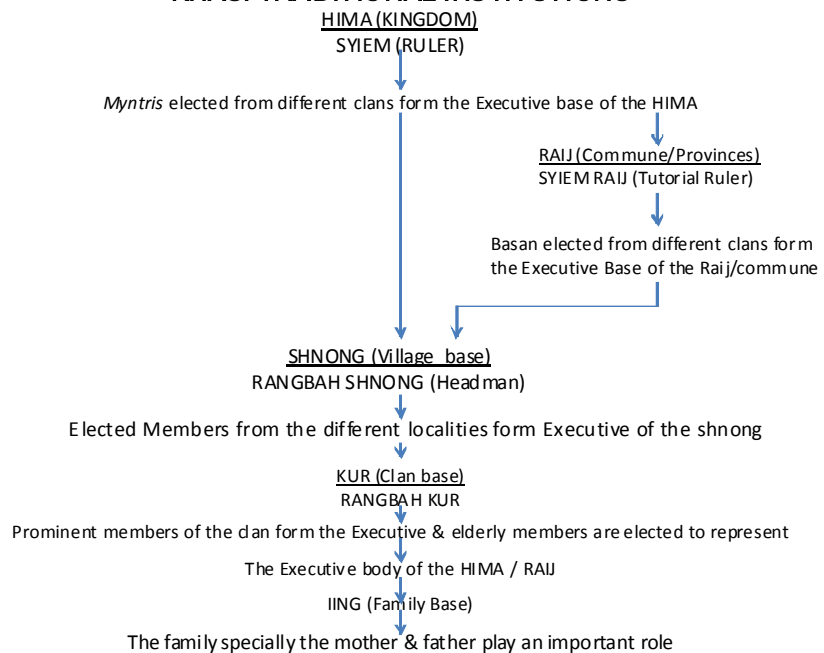 HIMA (KINGDOM)
SYIEM (RULER)
Myntris elected from different clans form the Executive base of the HIMA
RAIJ (Commune/Provinces)
SYIEM RAIJ (Tutorial Ruler)
Basan elected from different clans form
the Executive Base of the Raij/commune
SHNONG (Village base)
RANGBAH SHNONG (Headman)
Elected Members from the different localities form Executive of the shnong
KUR (Clan base)
RANGBAH KUR
Prominent members of the clan form the Executive & elderly members are elected to represent
The Executive body of the HIMA / RAIJ
IING (Family Base)
The family specially the mother & father play an important role